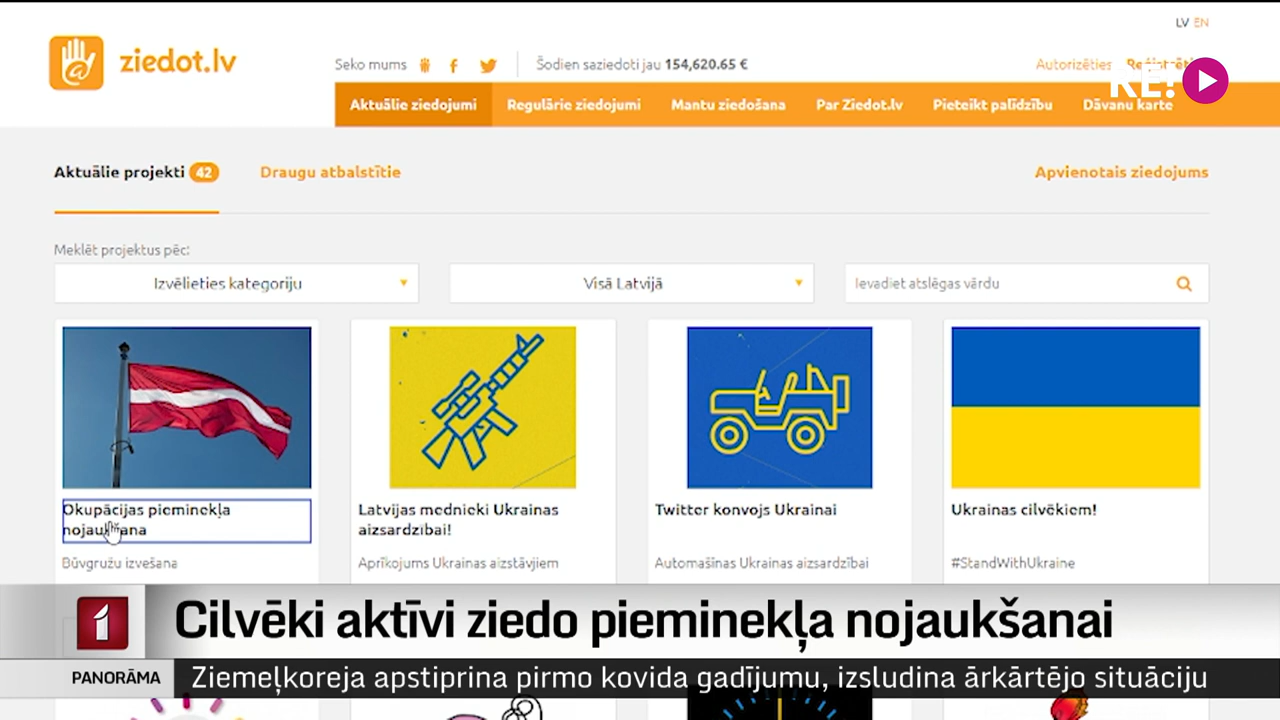 LV EN
ziedot.lv
Seko mums
Šodien saziedoti jau 154,620.65 €
Autorizēties
RE!
Aktuālie ziedojumi
Regulārie ziedojumi
Mantu ziedošana
Par Ziedot.lv
Pieteikt palīdzību
Dāvanu karte
Aktuālie projekti 42
Draugu atbalstītie
Apvienotais ziedojums
Meklēt projektus pēc:
Izvēlieties kategoriju
Visā Latvijā
Ievadiet atslēgas vārdu
Okupācijas pieminekļa
nojaukšana
Būvgružu izvešana
Latvijas mednieki Ukrainas
aizsardzībai!
Aprīkojums Ukrainas aizstāvjiem
Twitter konvojs Ukrainai
Automašīnas Ukrainas aizsardzībai
Ukrainas cilvēkiem!
#StandWithUkraine
1
Cilvēki aktīvi ziedo pieminekļa nojaukšanai
PANORĀMA
Ziemeļkoreja apstiprina pirmo kovida gadījumu, izsludina ārkārtējo situāciju